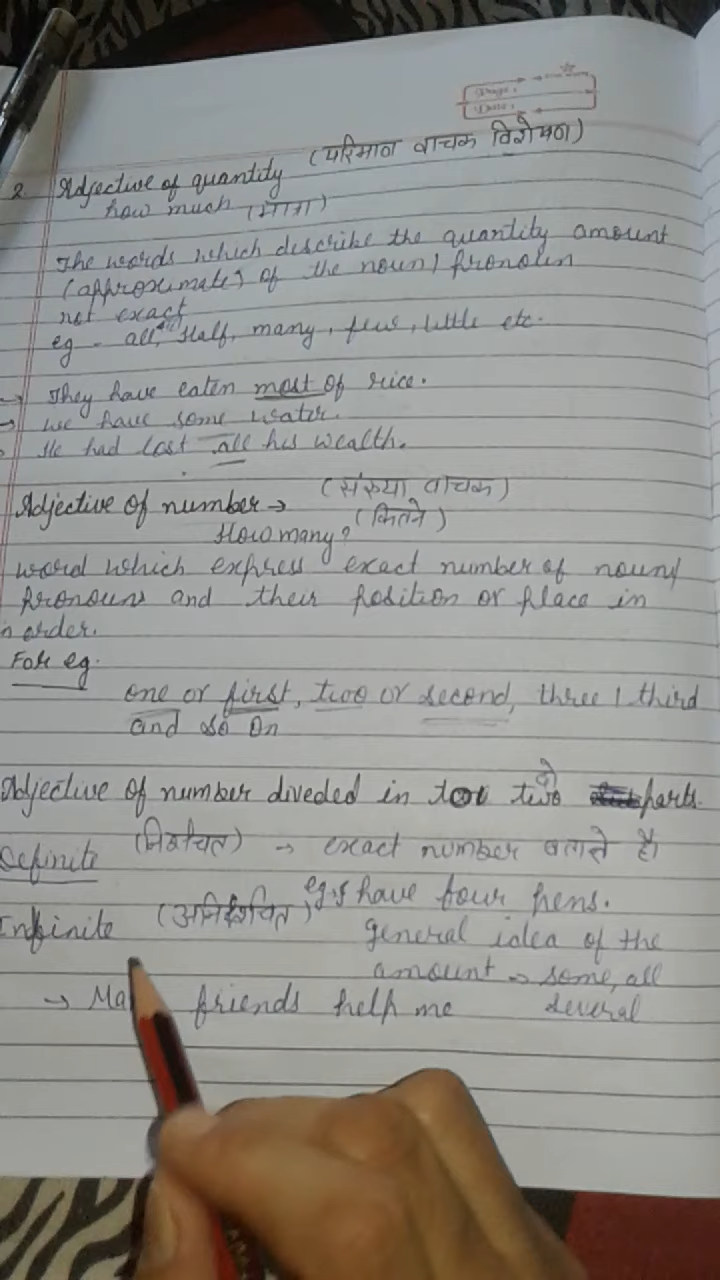 Page :
Date :
2 Adjective of quantity (परिमान वाचक विशेषण)
how much (मात्रा)
The words which describe the quantity amount
(approximate) of the noun / pronoun
not exact
eg - all, Half, many, few, little etc.
→ They have eaten most of rice.
→ we have some water.
He had lost all his wealth.
Adjective of number → (संख्या वाचक)
How many? (कितने)
word which express exact number of noun/
pronoun and their position or place in
order.
For eg.
one or first, two or second, three / third
and so on
Adjective of number diveded in two दो parts.
Definite (निश्चित) → exact number बताते है।
eg. I have four pens.
Infinite (अनिश्चित) general idea of the
amount → some, all
several
→ friends help me